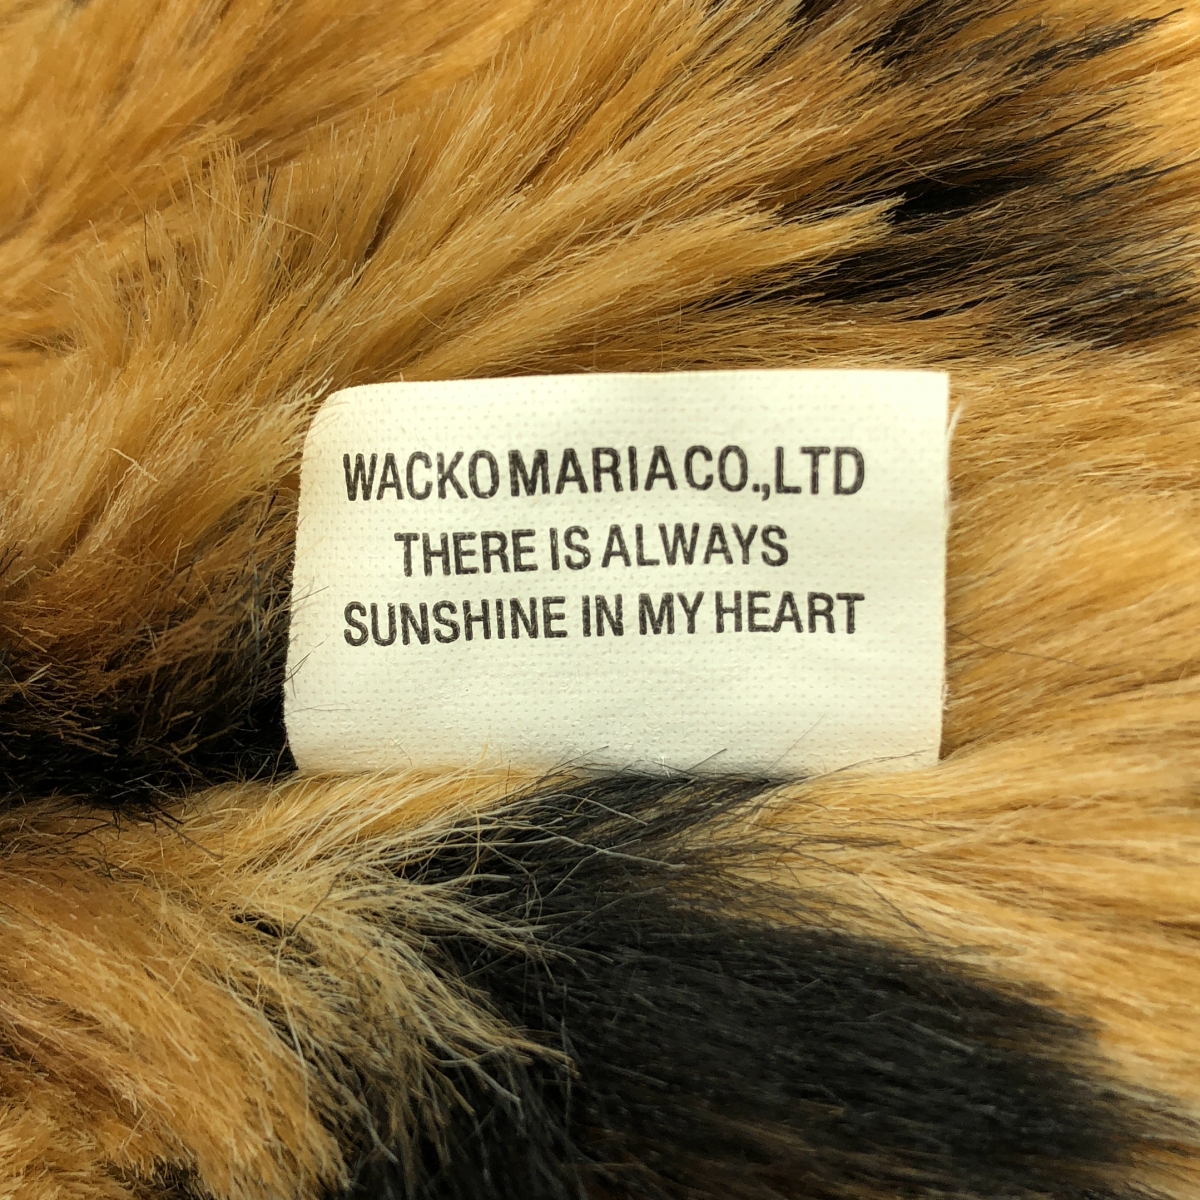 WACKO MARIA CO.,LTD
THERE IS ALWAYS
SUNSHINE IN MY HEART